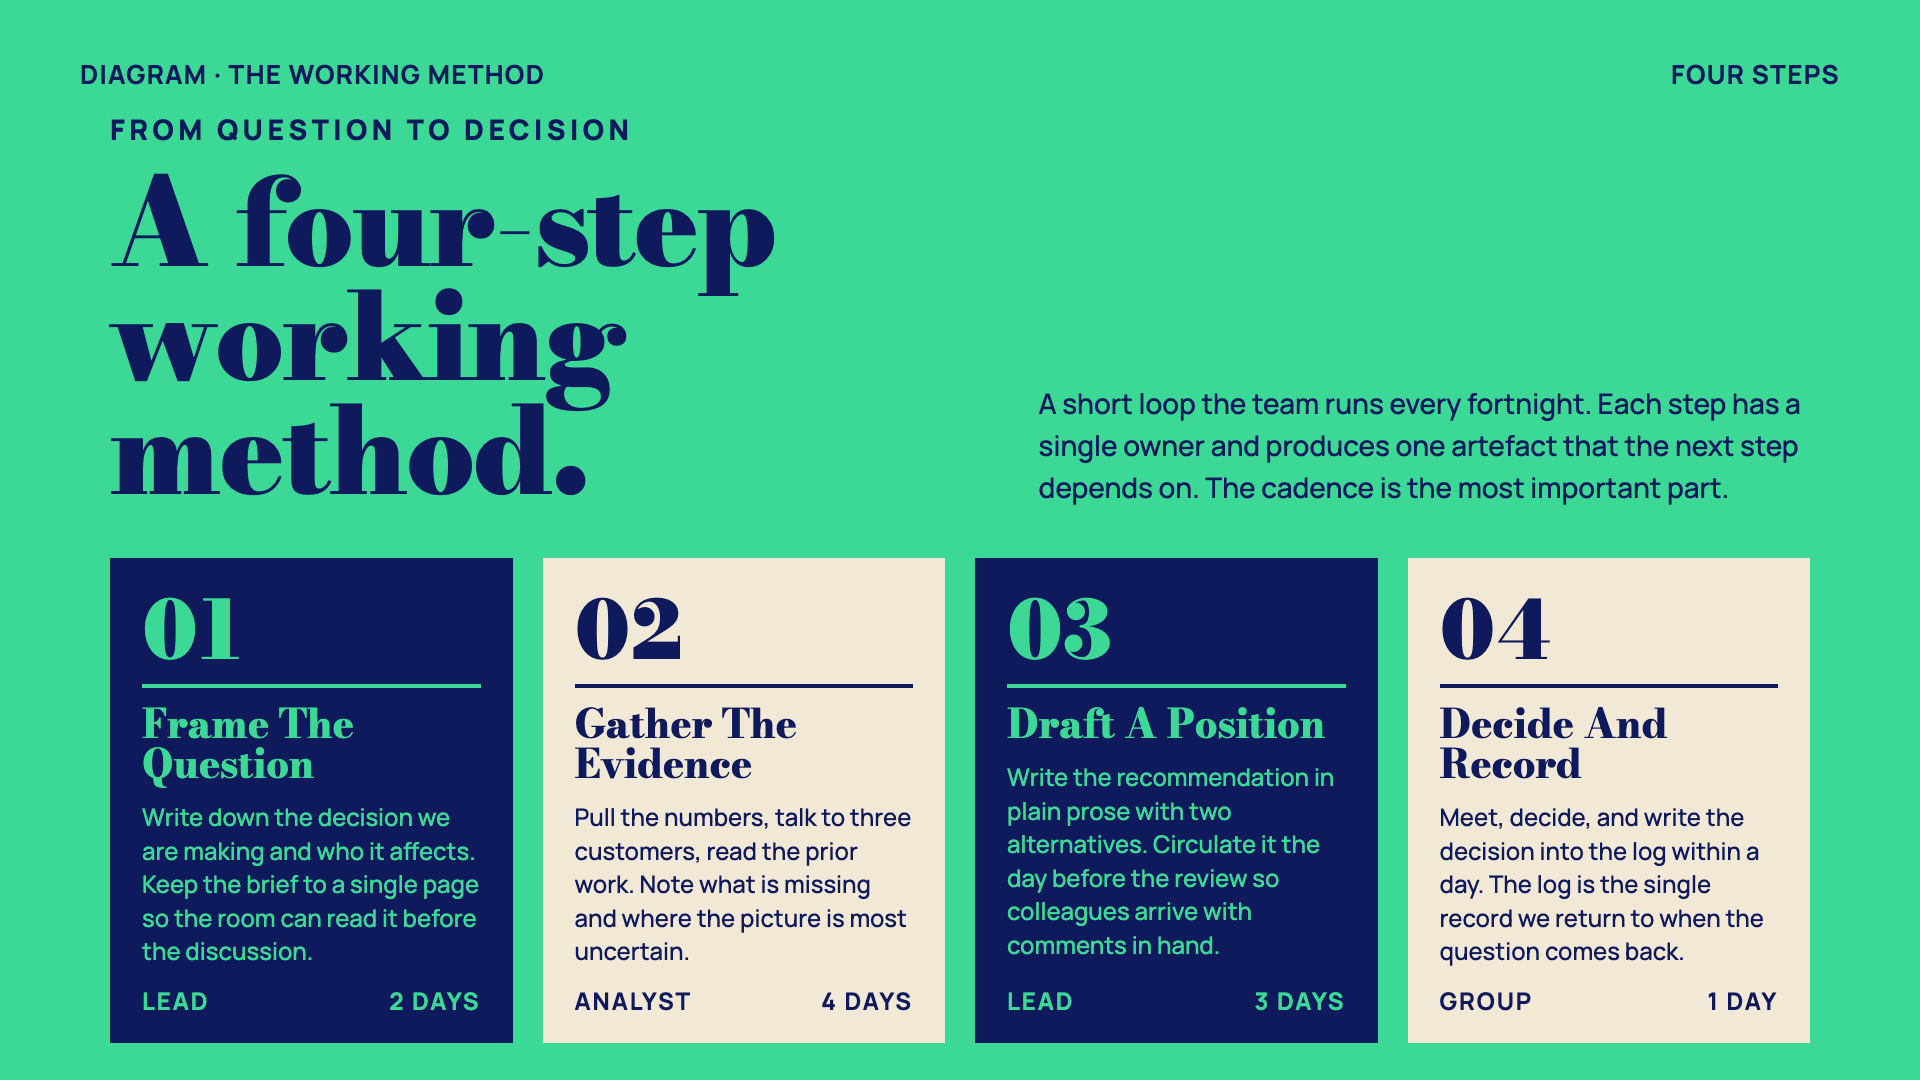 DIAGRAM · THE WORKING METHOD
FOUR STEPS
FROM QUESTION TO DECISION
A four-step
working
method.
A short loop the team runs every fortnight. Each step has a
single owner and produces one artefact that the next step
depends on. The cadence is the most important part.
01
Frame The
Question
Write down the decision we
are making and who it affects.
Keep the brief to a single page
so the room can read it before
the discussion.
LEAD
2 DAYS
02
Gather The
Evidence
Pull the numbers, talk to three
customers, read the prior
work. Note what is missing
and where the picture is most
uncertain.
ANALYST
4 DAYS
03
Draft A Position
Write the recommendation in
plain prose with two
alternatives. Circulate it the
day before the review so
colleagues arrive with
comments in hand.
LEAD
3 DAYS
04
Decide And
Record
Meet, decide, and write the
decision into the log within a
day. The log is the single
record we return to when the
question comes back.
GROUP
1 DAY